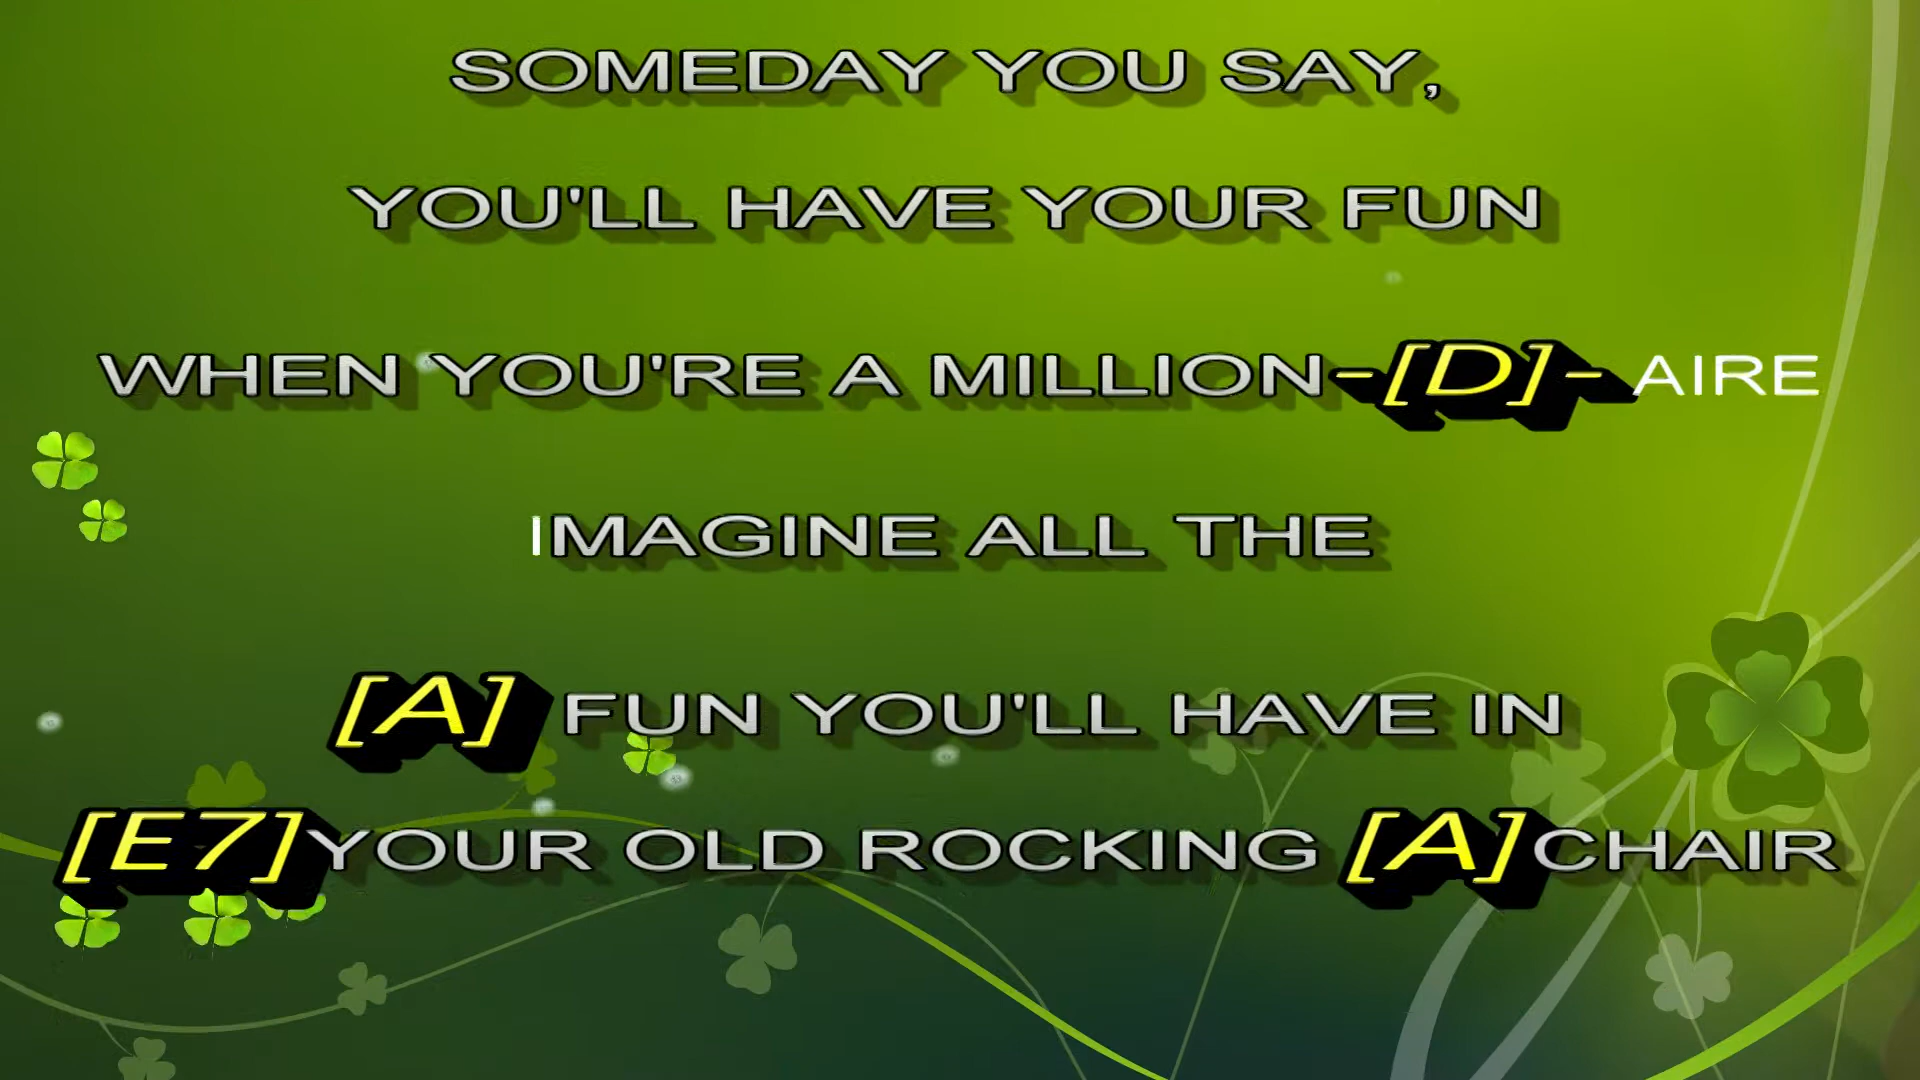 SOMEDAY YOU SAY,
YOU'LL HAVE YOUR FUN
WHEN YOU'RE A MILLION-[D]- AIRE
IMAGINE ALL THE
[A] FUN YOU'LL HAVE IN
[E7]YOUR OLD ROCKING [A]CHAIR